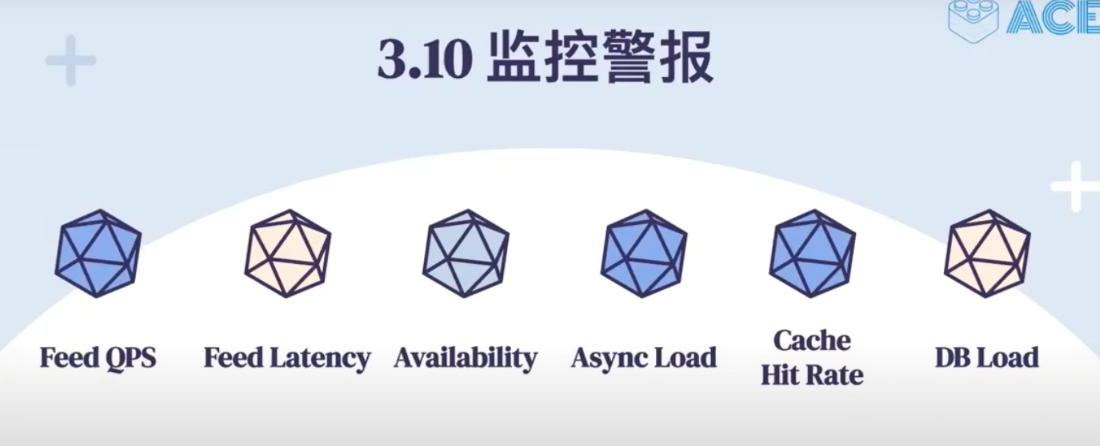 ACE
3.10 监控警报
Feed QPS
Feed Latency
Availability
Async Load
Cache
Hit Rate
DB Load